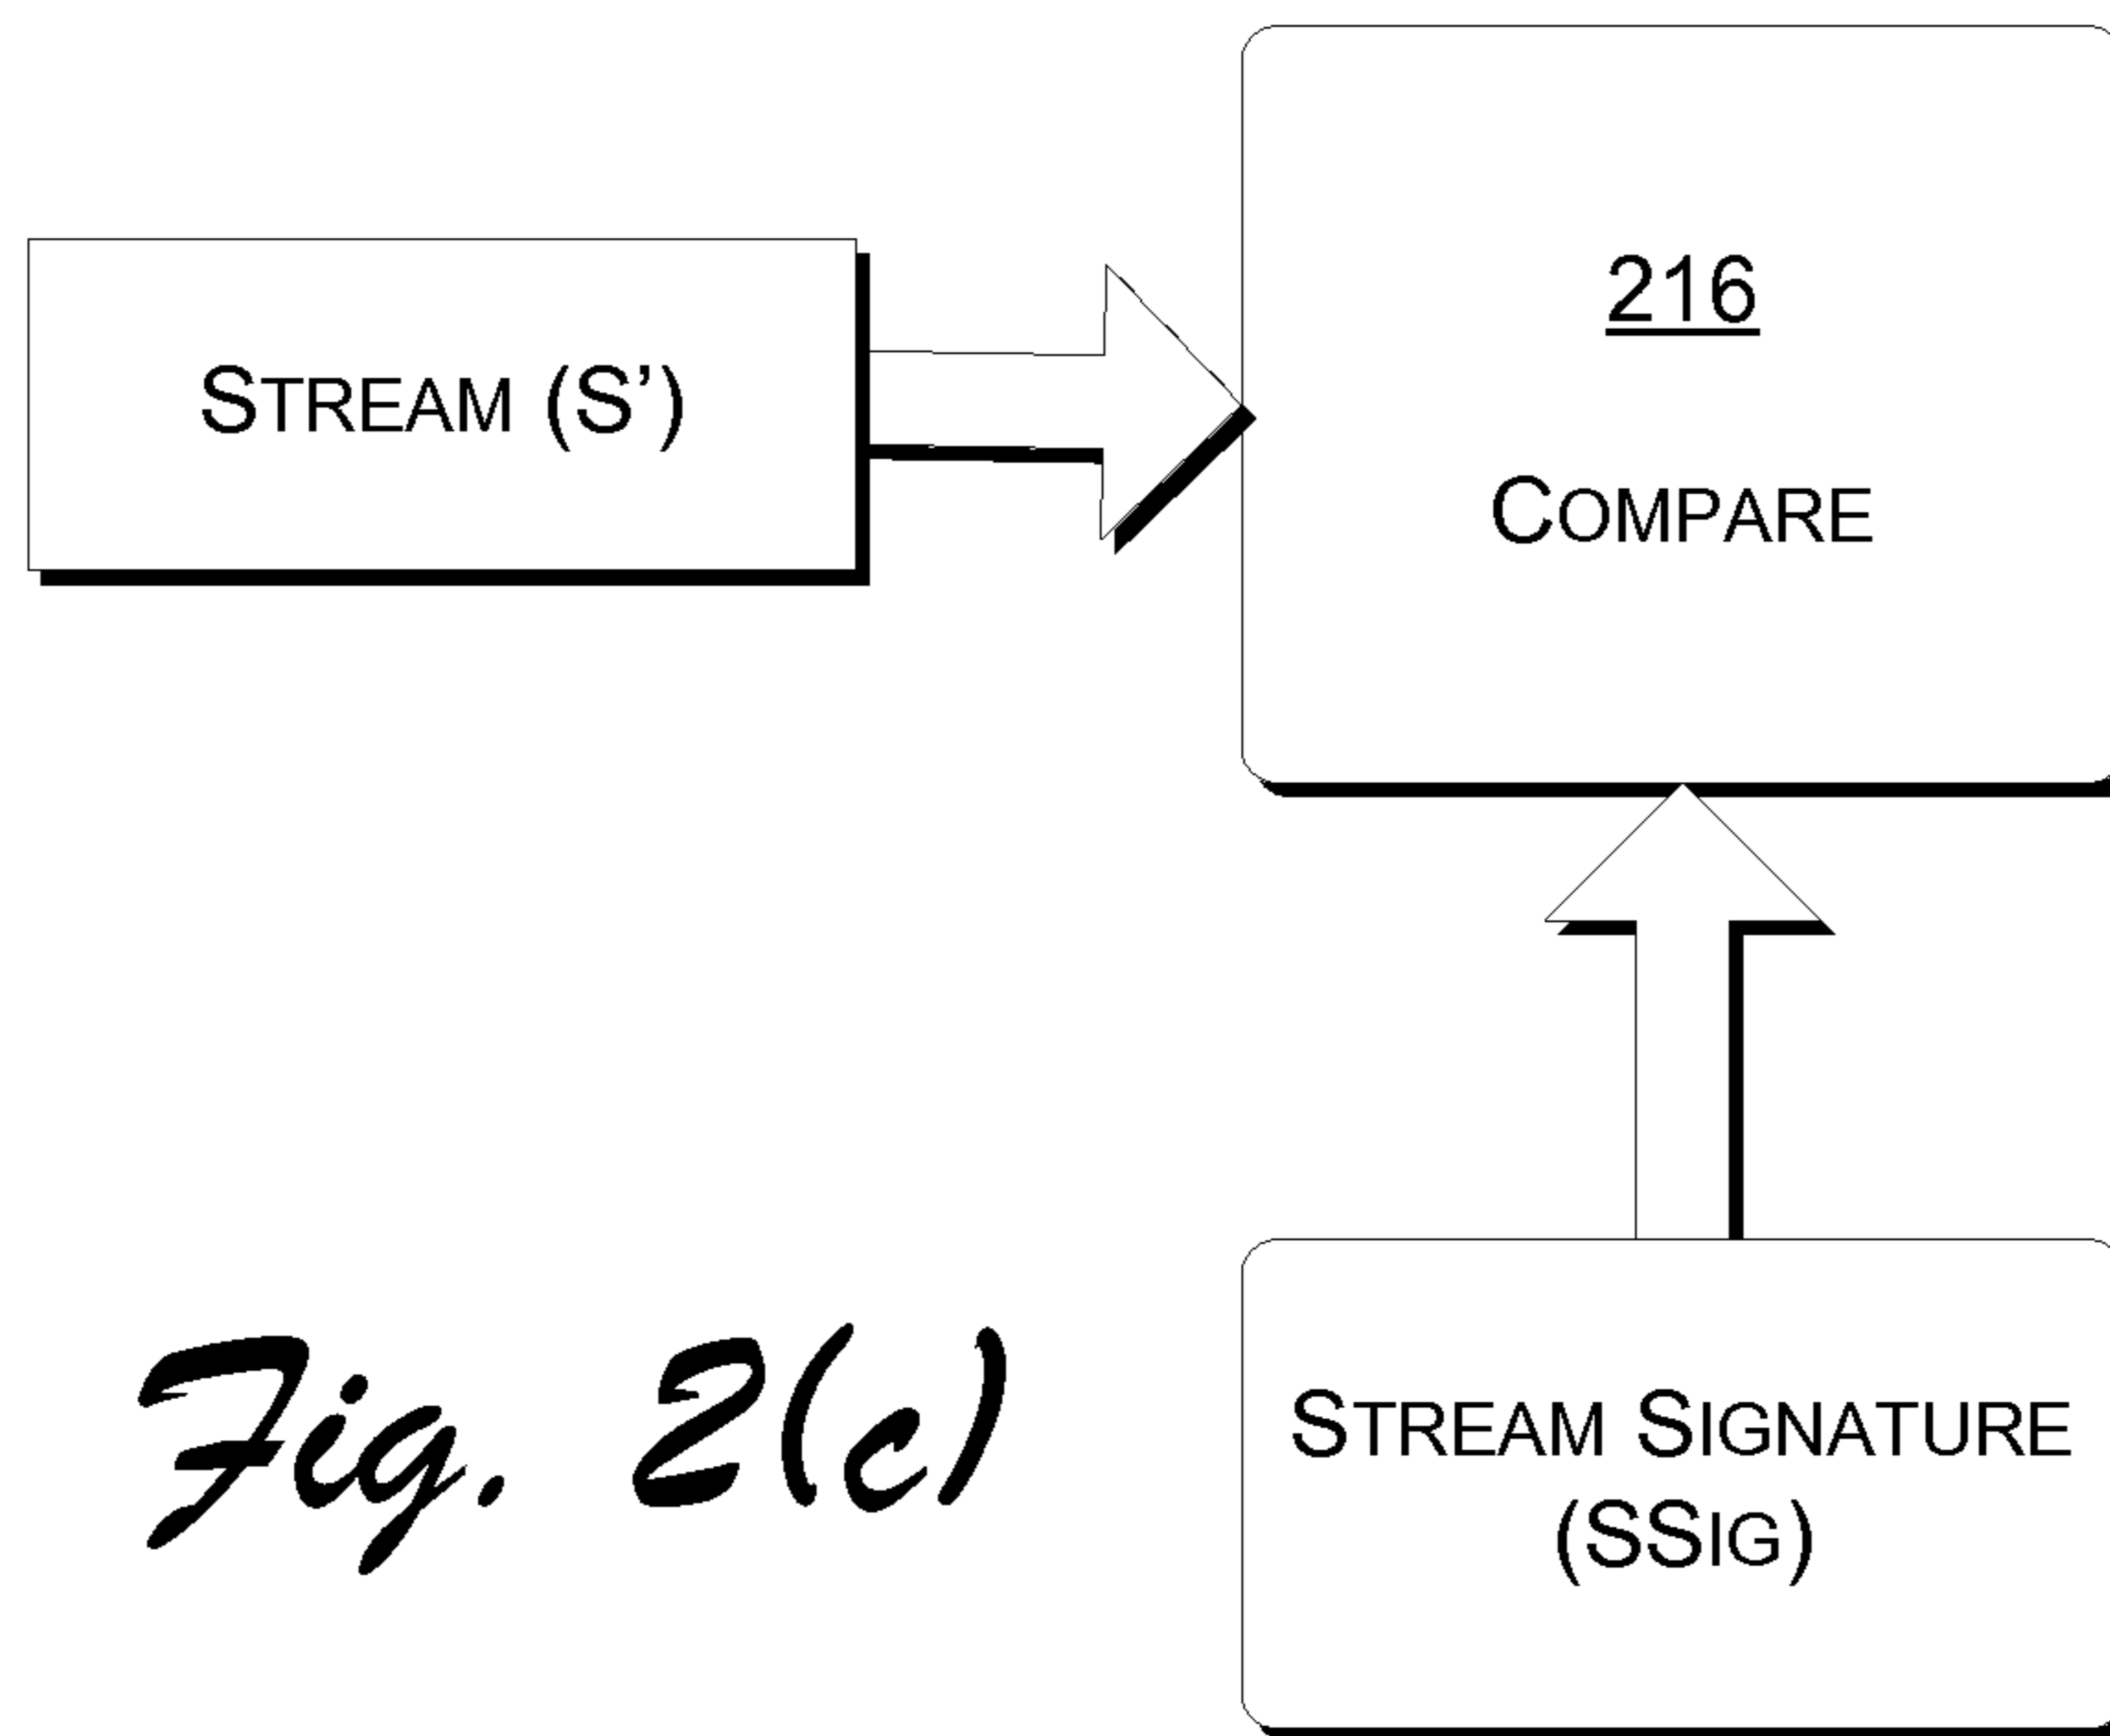 216
STREAM (S’)
COMPARE
STREAM SIGNATURE
(SSIG)
Fig. 2(c)